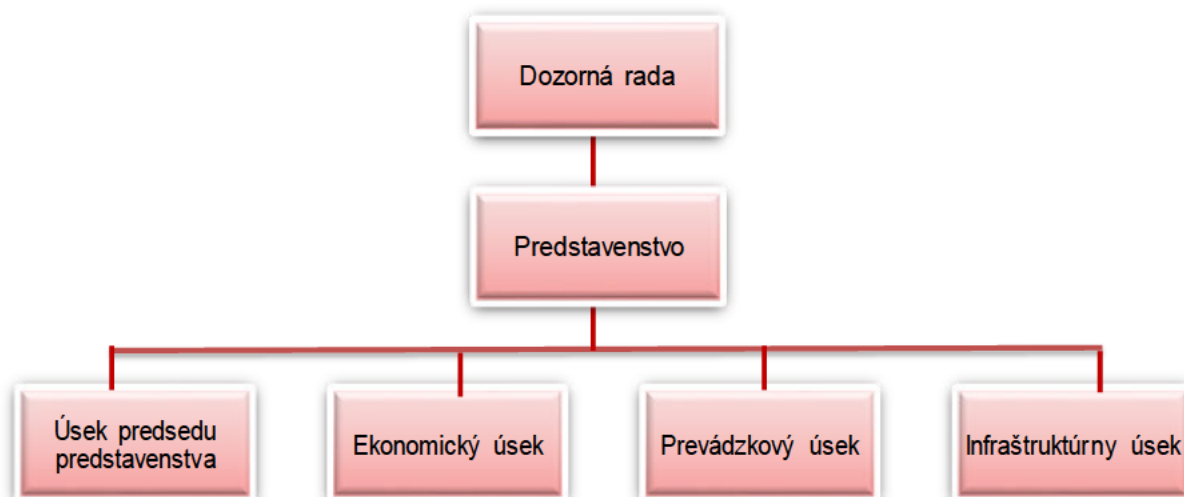 Dozorná rada
Predstavenstvo
Úsek predsedu
predstavenstva
Ekonomický úsek
Prevádzkový úsek
Infraštruktúrny úsek